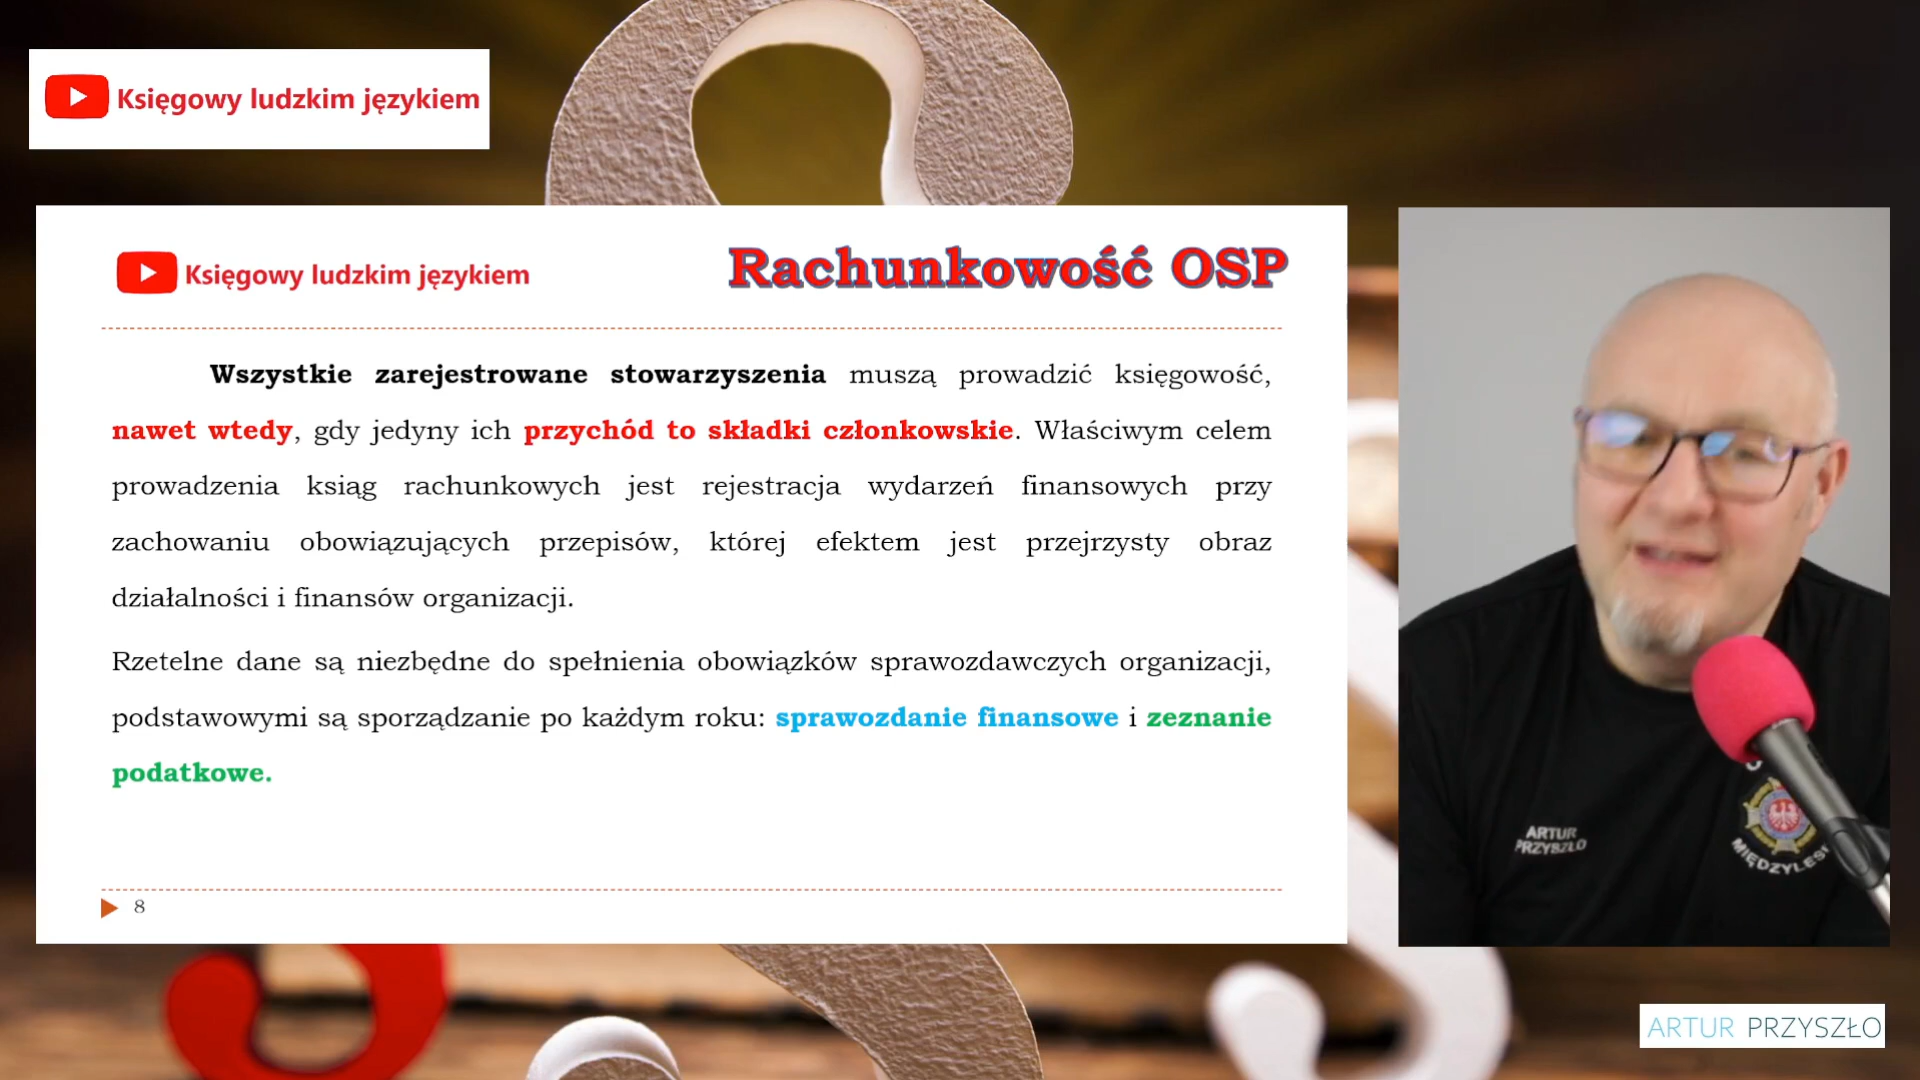 Księgowy ludzkim językiem
Księgowy ludzkim językiem
Rachunkowość OSP
Wszystkie zarejestrowane stowarzyszenia muszą prowadzić księgowość,
nawet wtedy, gdy jedyny ich przychód to składki członkowskie. Właściwym celem
prowadzenia ksiąg rachunkowych jest rejestracja wydarzeń finansowych przy
zachowaniu obowiązujących przepisów, której efektem jest przejrzysty obraz
działalności i finansów organizacji.
Rzetelne dane są niezbędne do spełnienia obowiązków sprawozdawczych organizacji,
podstawowymi są sporządzanie po każdym roku: sprawozdanie finansowe i zeznanie
podatkowe.
8
ARTUR
PRZYSZŁO
ARTUR PRZYSZŁO